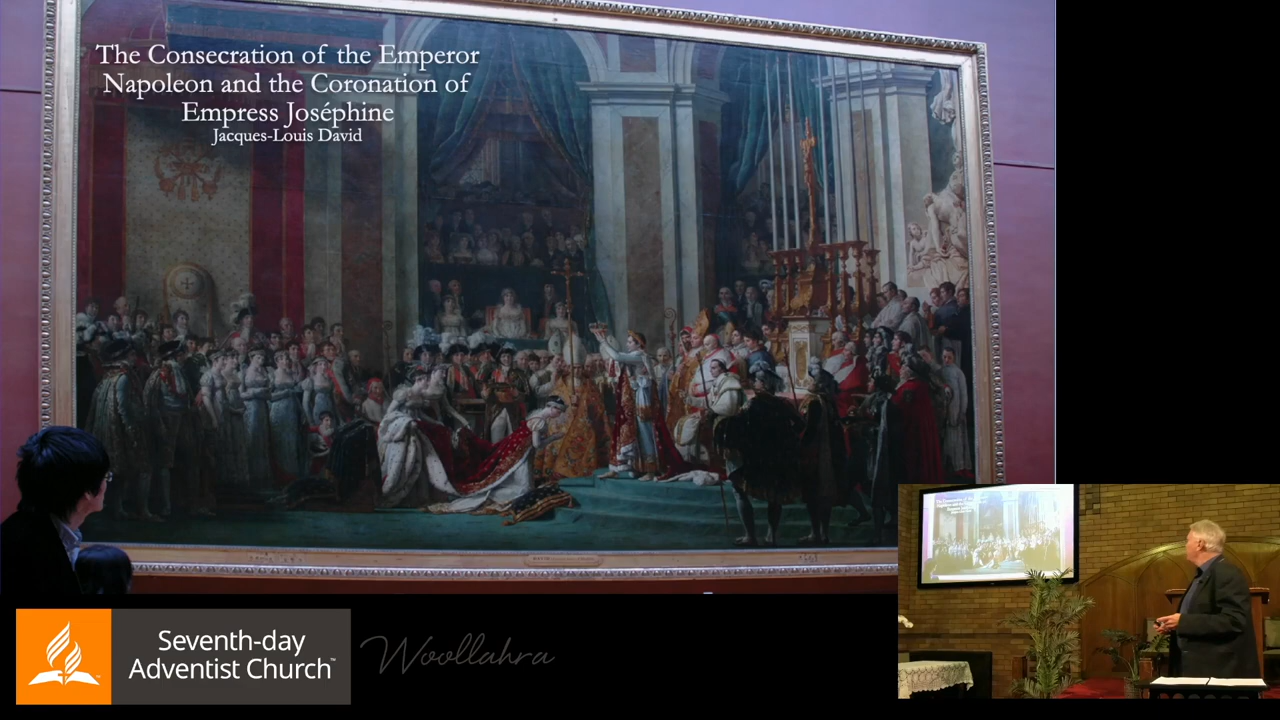 The Consecration of the Emperor
Napoleon and the Coronation of
Empress Joséphine
Jacques-Louis David
Seventh-day
Adventist Church™
Woollahra